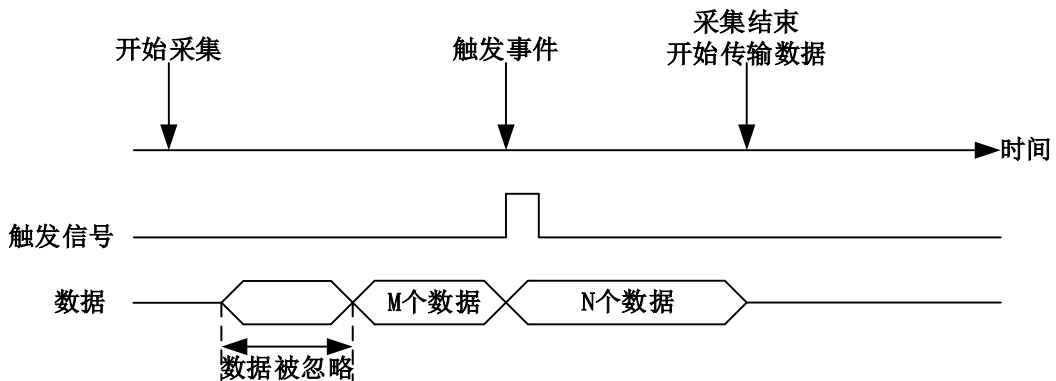 开始采集
触发事件
采集结束
开始传输数据
时间
触发信号
数据
M个数据
N个数据
数据被忽略